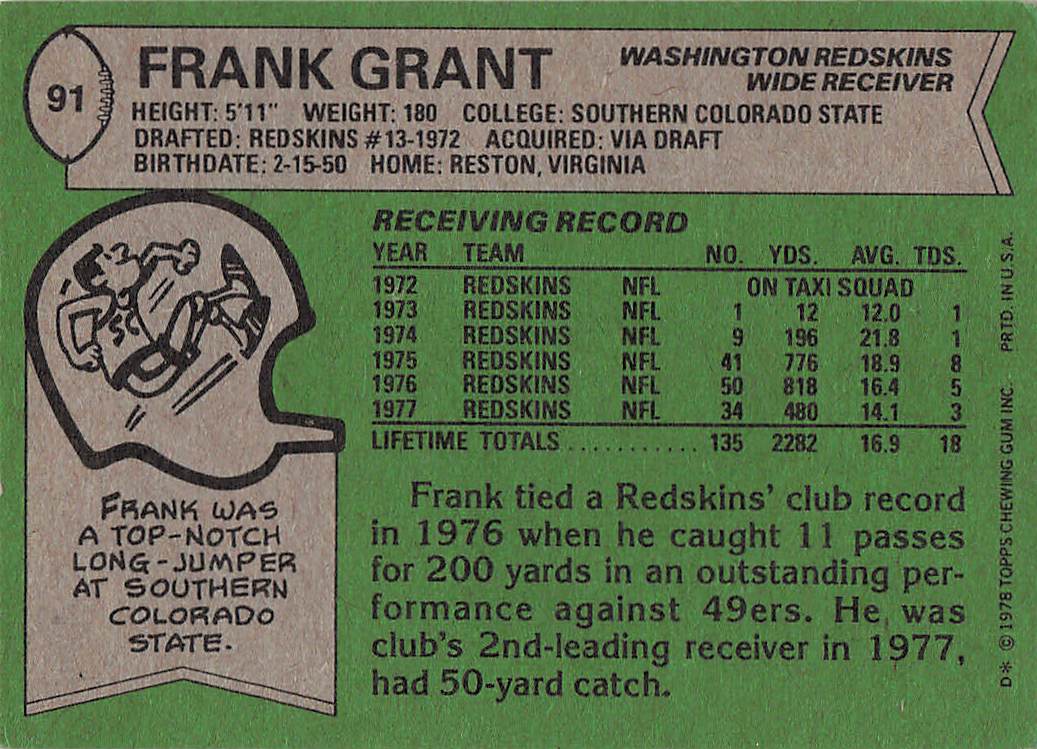 91
FRANK GRANT
WASHINGTON REDSKINS
WIDE RECEIVER
HEIGHT: 5'11" WEIGHT: 180 COLLEGE: SOUTHERN COLORADO STATE
DRAFTED: REDSKINS #13-1972 ACQUIRED: VIA DRAFT
BIRTHDATE: 2-15-50 HOME: RESTON, VIRGINIA
RECEIVING RECORD
YEAR TEAM NO. YDS. AVG. TDS.
1972 REDSKINS NFL ON TAXI SQUAD
1973 REDSKINS NFL 1 12 12.0 1
1974 REDSKINS NFL 9 196 21.8 1
1975 REDSKINS NFL 41 776 18.9 8
1976 REDSKINS NFL 50 818 16.4 5
1977 REDSKINS NFL 34 480 14.1 3
LIFETIME TOTALS ........... 135 2282 16.9 18
SC
FRANK WAS
A TOP-NOTCH
LONG-JUMPER
AT SOUTHERN
COLORADO
STATE.
Frank tied a Redskins' club record
in 1976 when he caught 11 passes
for 200 yards in an outstanding per-
formance against 49ers. He was
club's 2nd-leading receiver in 1977,
had 50-yard catch.
D* © 1978 TOPPS CHEWING GUM INC. PRTD. IN U.S.A.